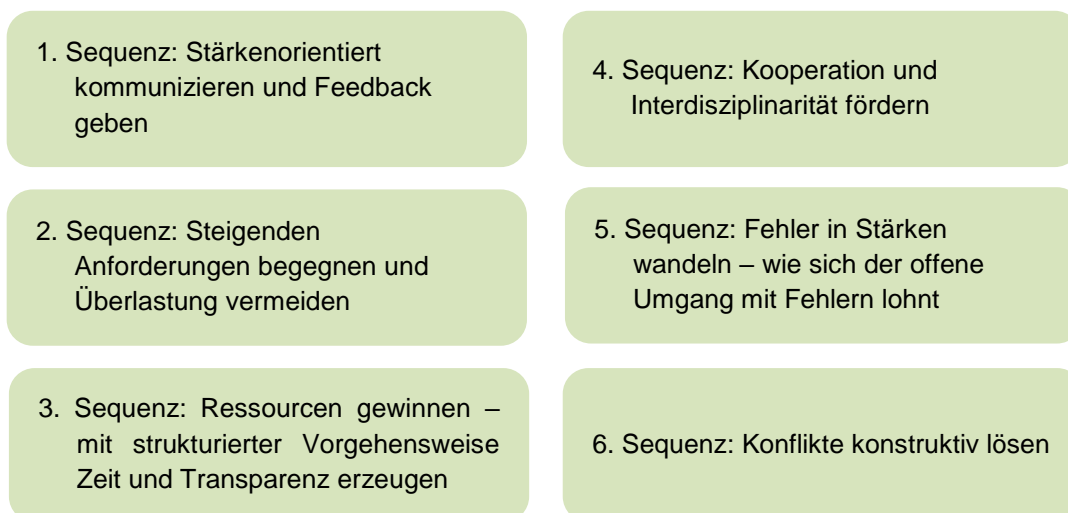 1. Sequenz: Stärkenorientiert
kommunizieren und Feedback
geben
2. Sequenz: Steigenden
Anforderungen begegnen und
Überlastung vermeiden
3. Sequenz: Ressourcen gewinnen –
mit strukturierter Vorgehensweise
Zeit und Transparenz erzeugen
4. Sequenz: Kooperation und
Interdisziplinarität fördern
5. Sequenz: Fehler in Stärken
wandeln – wie sich der offene
Umgang mit Fehlern lohnt
6. Sequenz: Konflikte konstruktiv lösen